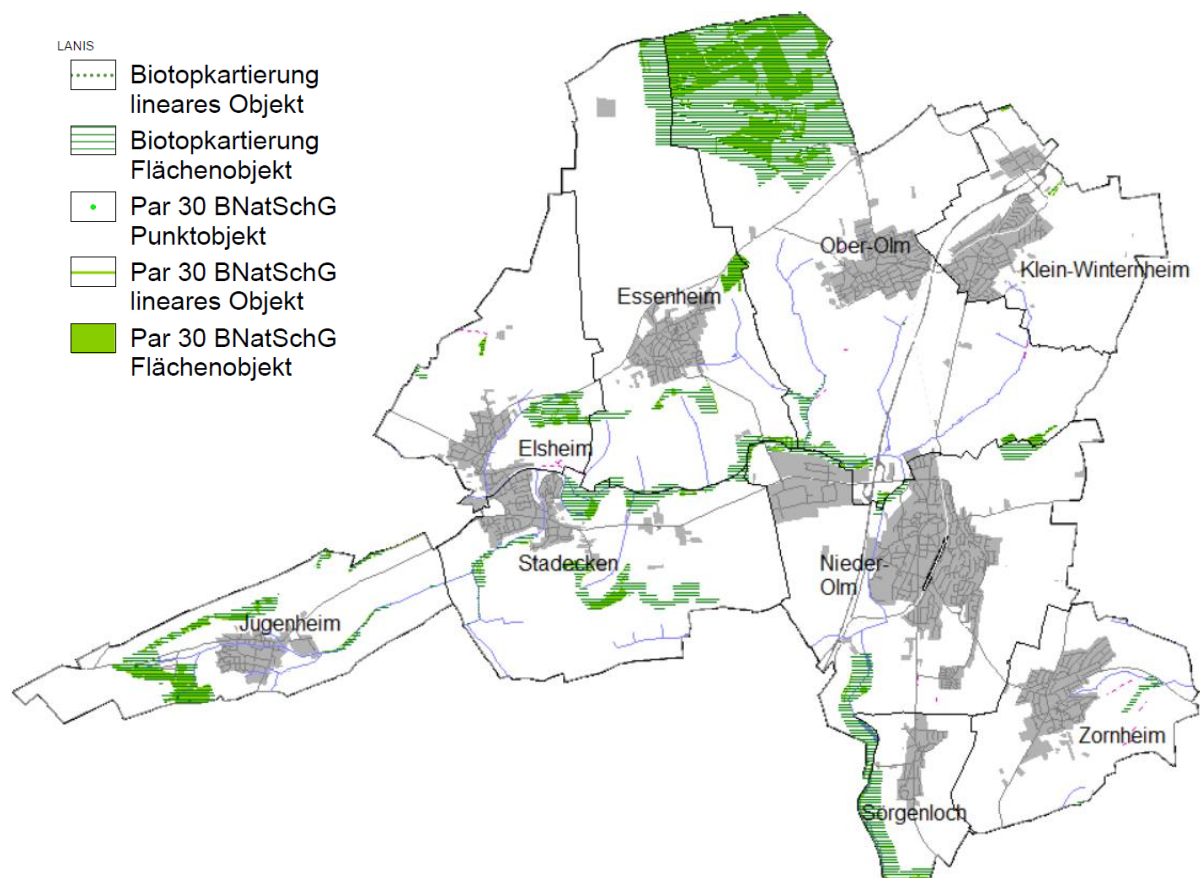 LANIS
Biotopkartierung
lineares Objekt
Biotopkartierung
Flächenobjekt
Par 30 BNatSchG
Punktobjekt
Par 30 BNatSchG
lineares Objekt
Par 30 BNatSchG
Flächenobjekt
Ober-Olm
Klein-Winternheim
Essenheim
Elsheim
Stadecken
Nieder-
Olm
Jugenheim
Zornheim
Sörgenloch